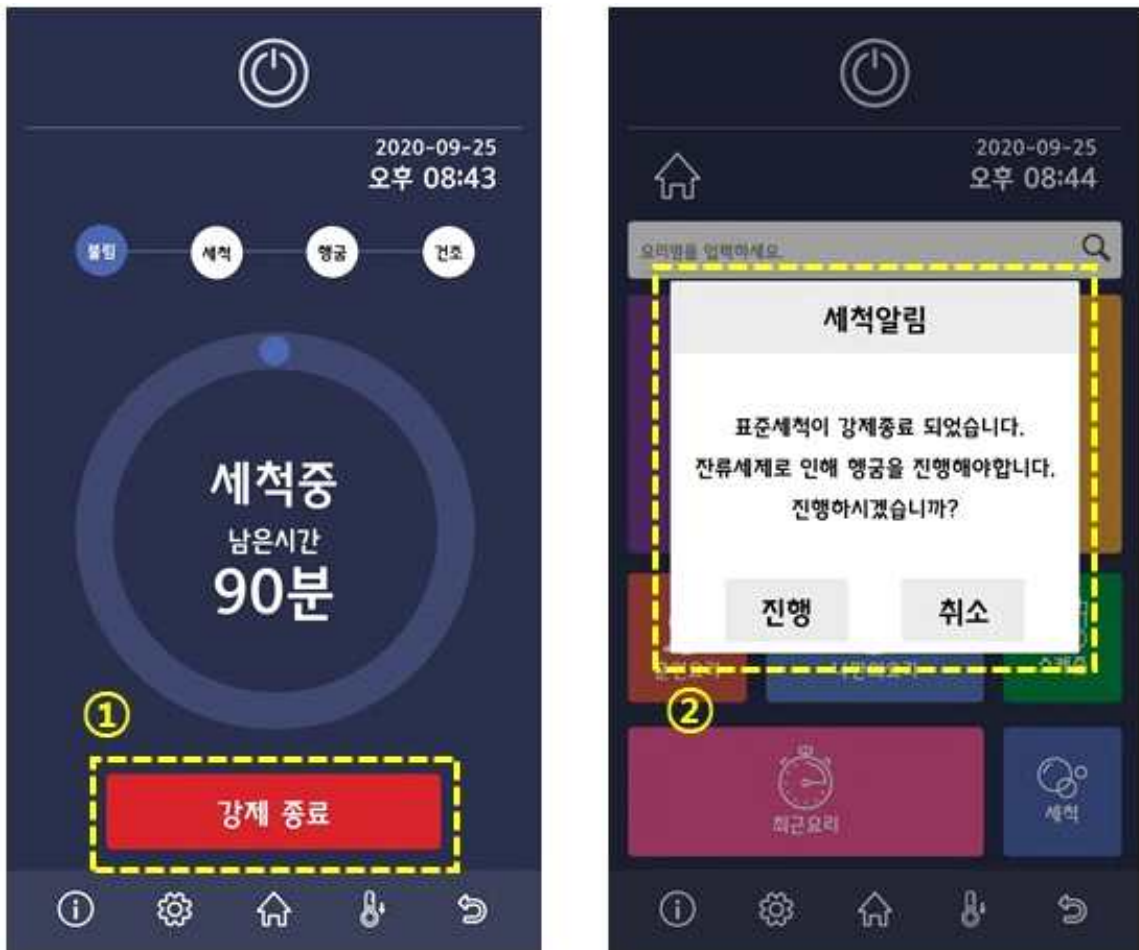 2020-09-25
오후 08:43
불림
세척
헹굼
건조
세척중
남은시간
90분
①
강제 종료
2020-09-25
오후 08:44
요리명을 입력하세요.
세척알림
표준세척이 강제종료 되었습니다.
잔류세제로 인해 헹굼을 진행해야합니다.
진행하시겠습니까?
진행
취소
나만의요리
②
최근요리
세척